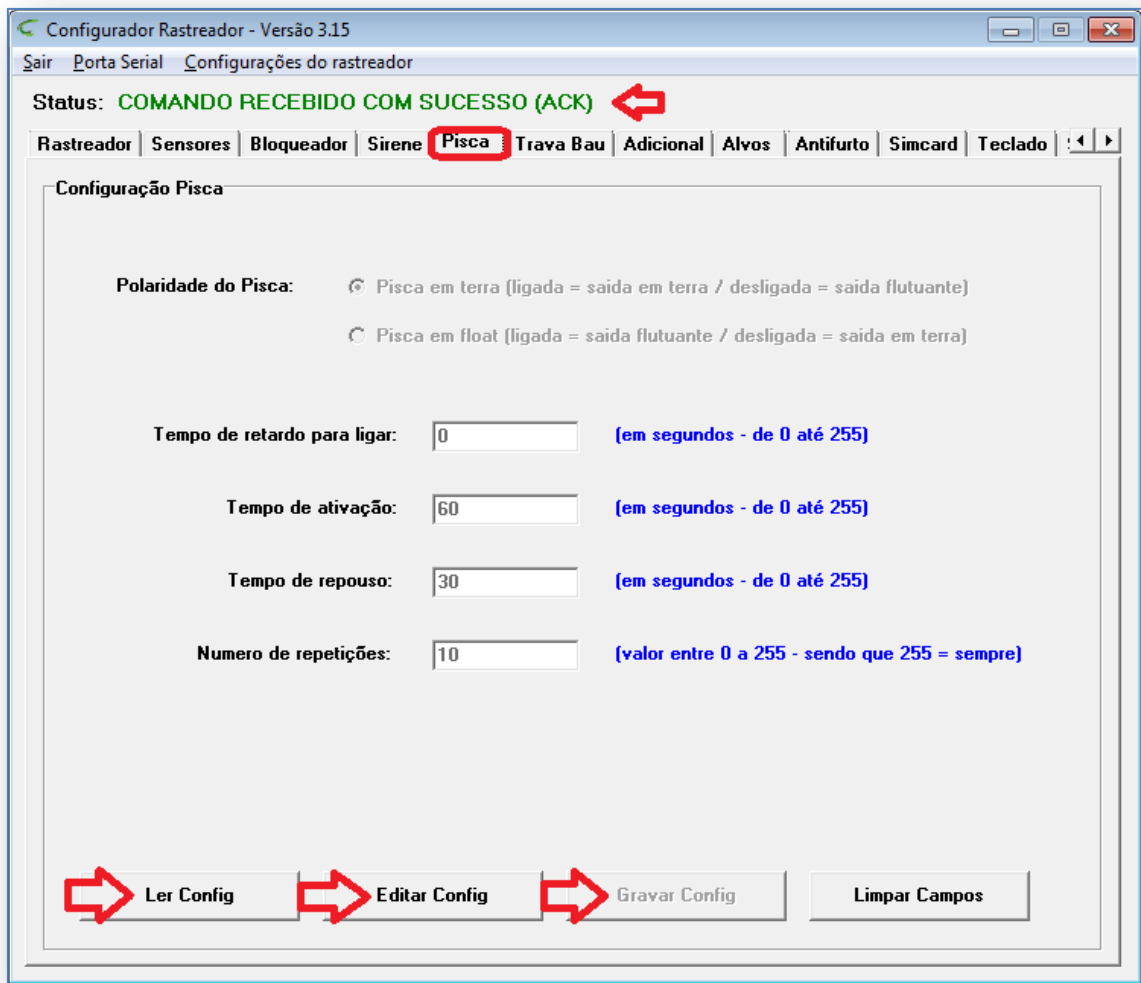 Configurador Rastreador - Versão 3.15
Sair Porta Serial Configurações do rastreador
Status: COMANDO RECEBIDO COM SUCESSO (ACK)
Rastreador Sensores Bloqueador Sirene Pisca Trava Bau Adicional Alvos Antifurto Simcard Teclado
Configuração Pisca
Polaridade do Pisca: Pisca em terra (ligada = saida em terra / desligada = saida flutuante)
Pisca em float (ligada = saida flutuante / desligada = saida em terra)
Tempo de retardo para ligar: 0 (em segundos - de 0 até 255)
Tempo de ativação: 60 (em segundos - de 0 até 255)
Tempo de repouso: 30 (em segundos - de 0 até 255)
Numero de repetições: 10 (valor entre 0 a 255 - sendo que 255 = sempre)
Ler Config Editar Config Gravar Config Limpar Campos